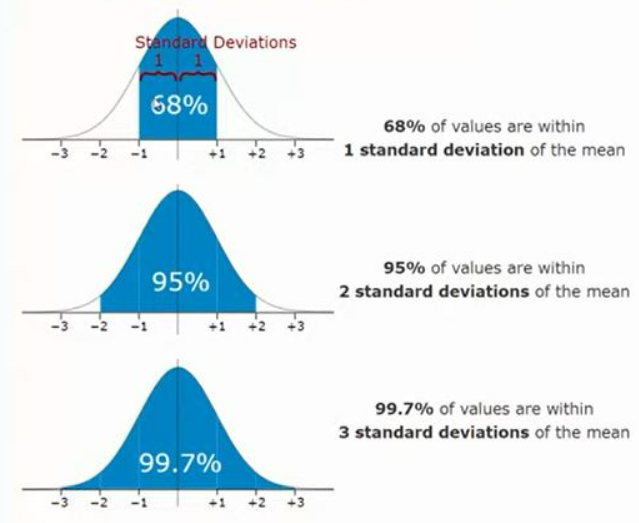 Standard Deviations
1 1
68%
-3 -2 -1 +1 +2 +3
68% of values are within
1 standard deviation of the mean
95%
-3 -2 -1 +1 +2 +3
95% of values are within
2 standard deviations of the mean
99.7%
-3 -2 -1 +1 +2 +3
99.7% of values are within
3 standard deviations of the mean